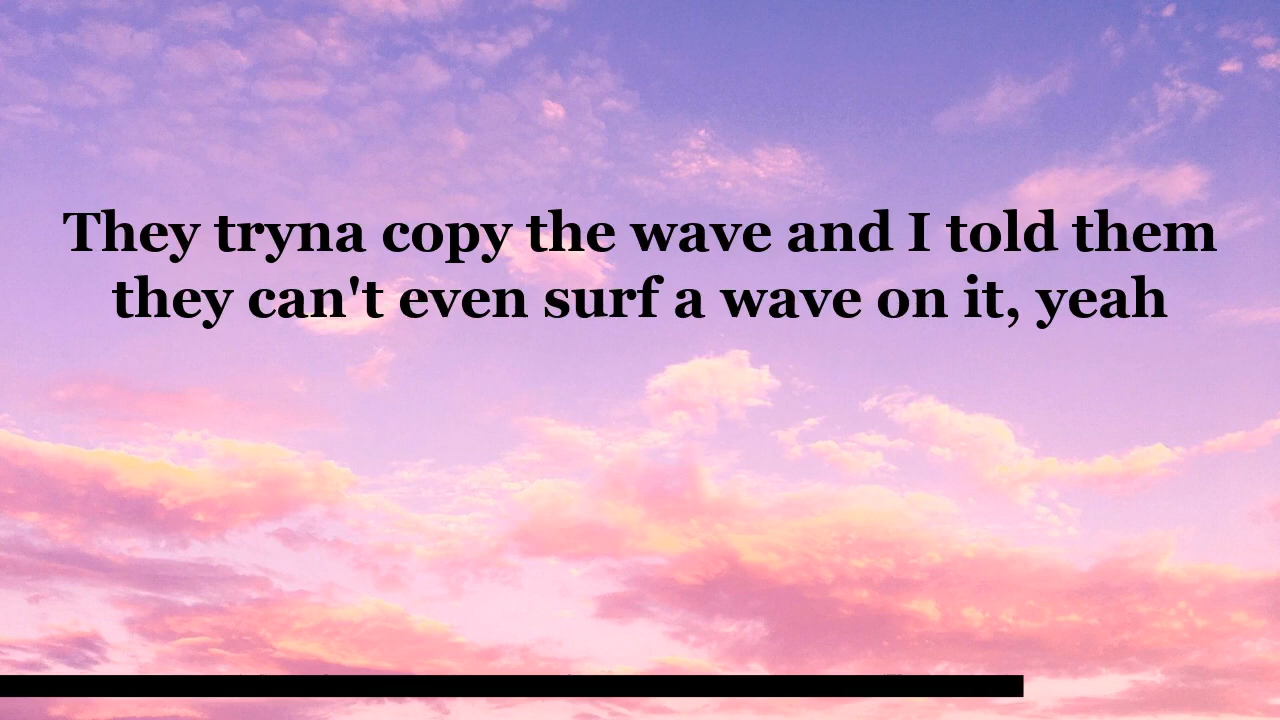 They tryna copy the wave and I told them
they can't even surf a wave on it, yeah